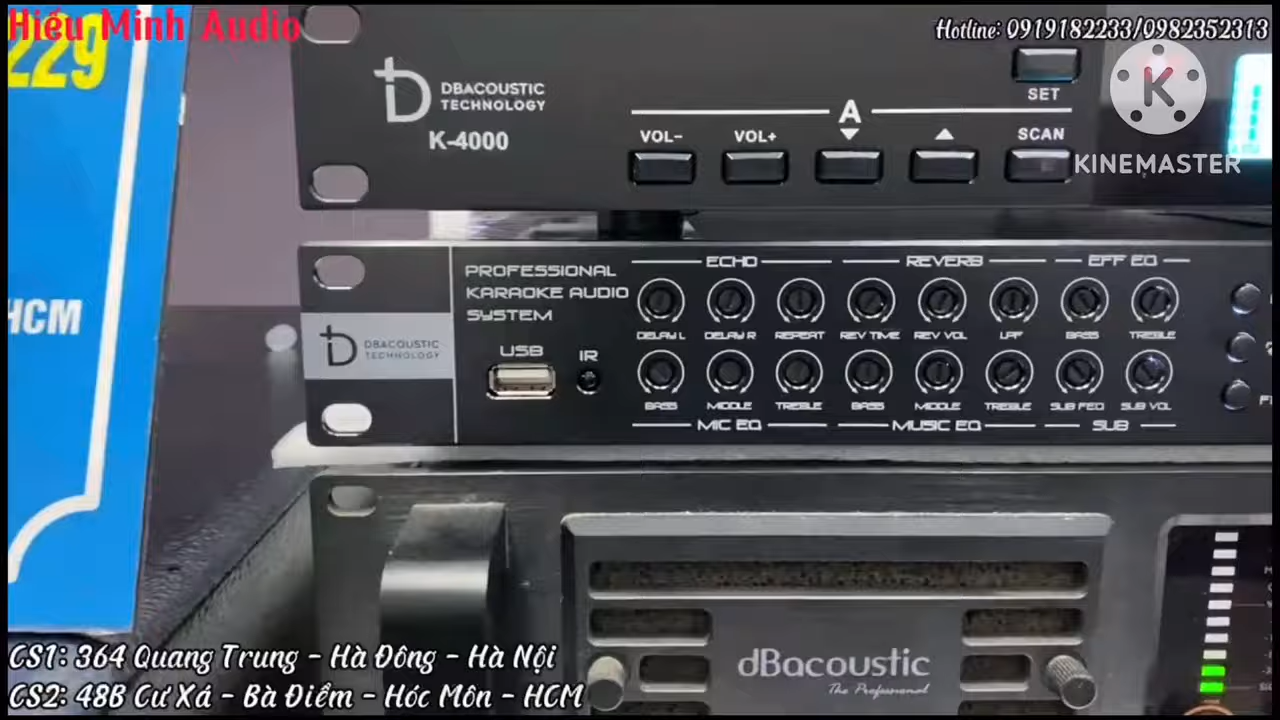 Hiếu Minh Audio
Hotline: 0919182233/0982352313
229
HCM
DBACOUSTIC
TECHNOLOGY
K-4000
SET
A
VOL-
VOL+
SCAN
K
KINEMASTER
PROFESSIONAL
KARAOKE AUDIO
SYSTEM
ECHO
REVERB
EFF EQ
DELAY L
DELAY R
REPEAT
REV TIME
REV VOL
LPF
BASS
TREBLE
DBACOUSTIC
TECHNOLOGY
USB
IR
BASS
MIDDLE
TREBLE
BASS
MIDDLE
TREBLE
SUB FEQ
SUB VOL
MIC EQ
MUSIC EQ
SUB
dBacoustic
The Professional
CS1: 364 Quang Trung - Hà Đông - Hà Nội
CS2: 48B Cư Xá - Bà Điểm - Hóc Môn - HCM